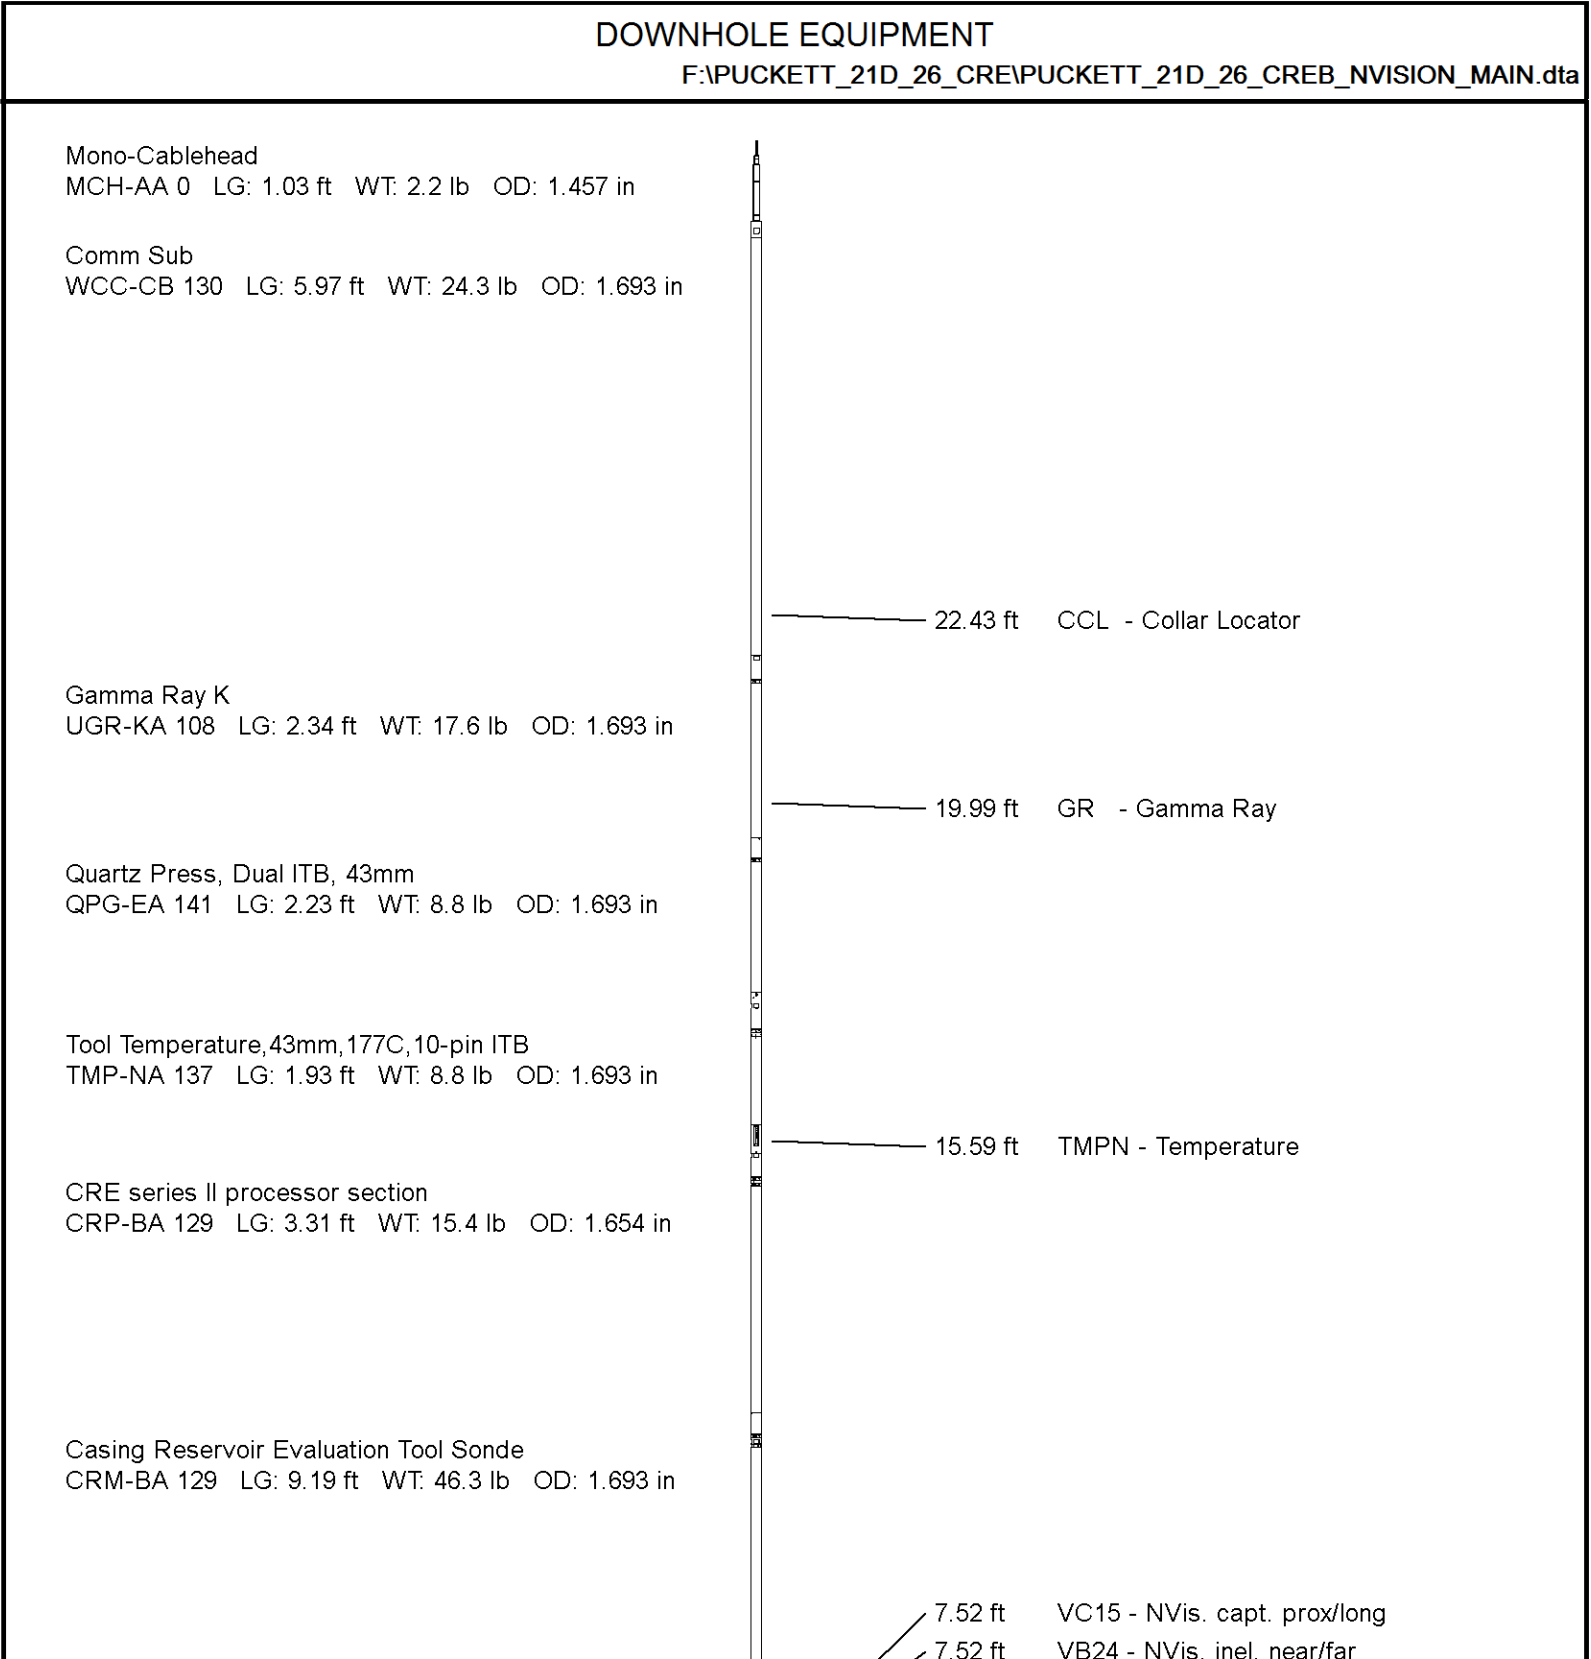 DOWNHOLE EQUIPMENT
F:\PUCKETT_21D_26_CRE\PUCKETT_21D_26_CREB_NVISION_MAIN.dta
Mono-Cablehead
MCH-AA 0 LG: 1.03 ft WT: 2.2 lb OD: 1.457 in
Comm Sub
WCC-CB 130 LG: 5.97 ft WT: 24.3 lb OD: 1.693 in
22.43 ft CCL - Collar Locator
Gamma Ray K
UGR-KA 108 LG: 2.34 ft WT: 17.6 lb OD: 1.693 in
19.99 ft GR - Gamma Ray
Quartz Press, Dual ITB, 43mm
QPG-EA 141 LG: 2.23 ft WT: 8.8 lb OD: 1.693 in
Tool Temperature,43mm,177C,10-pin ITB
TMP-NA 137 LG: 1.93 ft WT: 8.8 lb OD: 1.693 in
15.59 ft TMPN - Temperature
CRE series II processor section
CRP-BA 129 LG: 3.31 ft WT: 15.4 lb OD: 1.654 in
Casing Reservoir Evaluation Tool Sonde
CRM-BA 129 LG: 9.19 ft WT: 46.3 lb OD: 1.693 in
7.52 ft VC15 - NVis. capt. prox/long
7.52 ft VB24 - NVis. inel. near/far